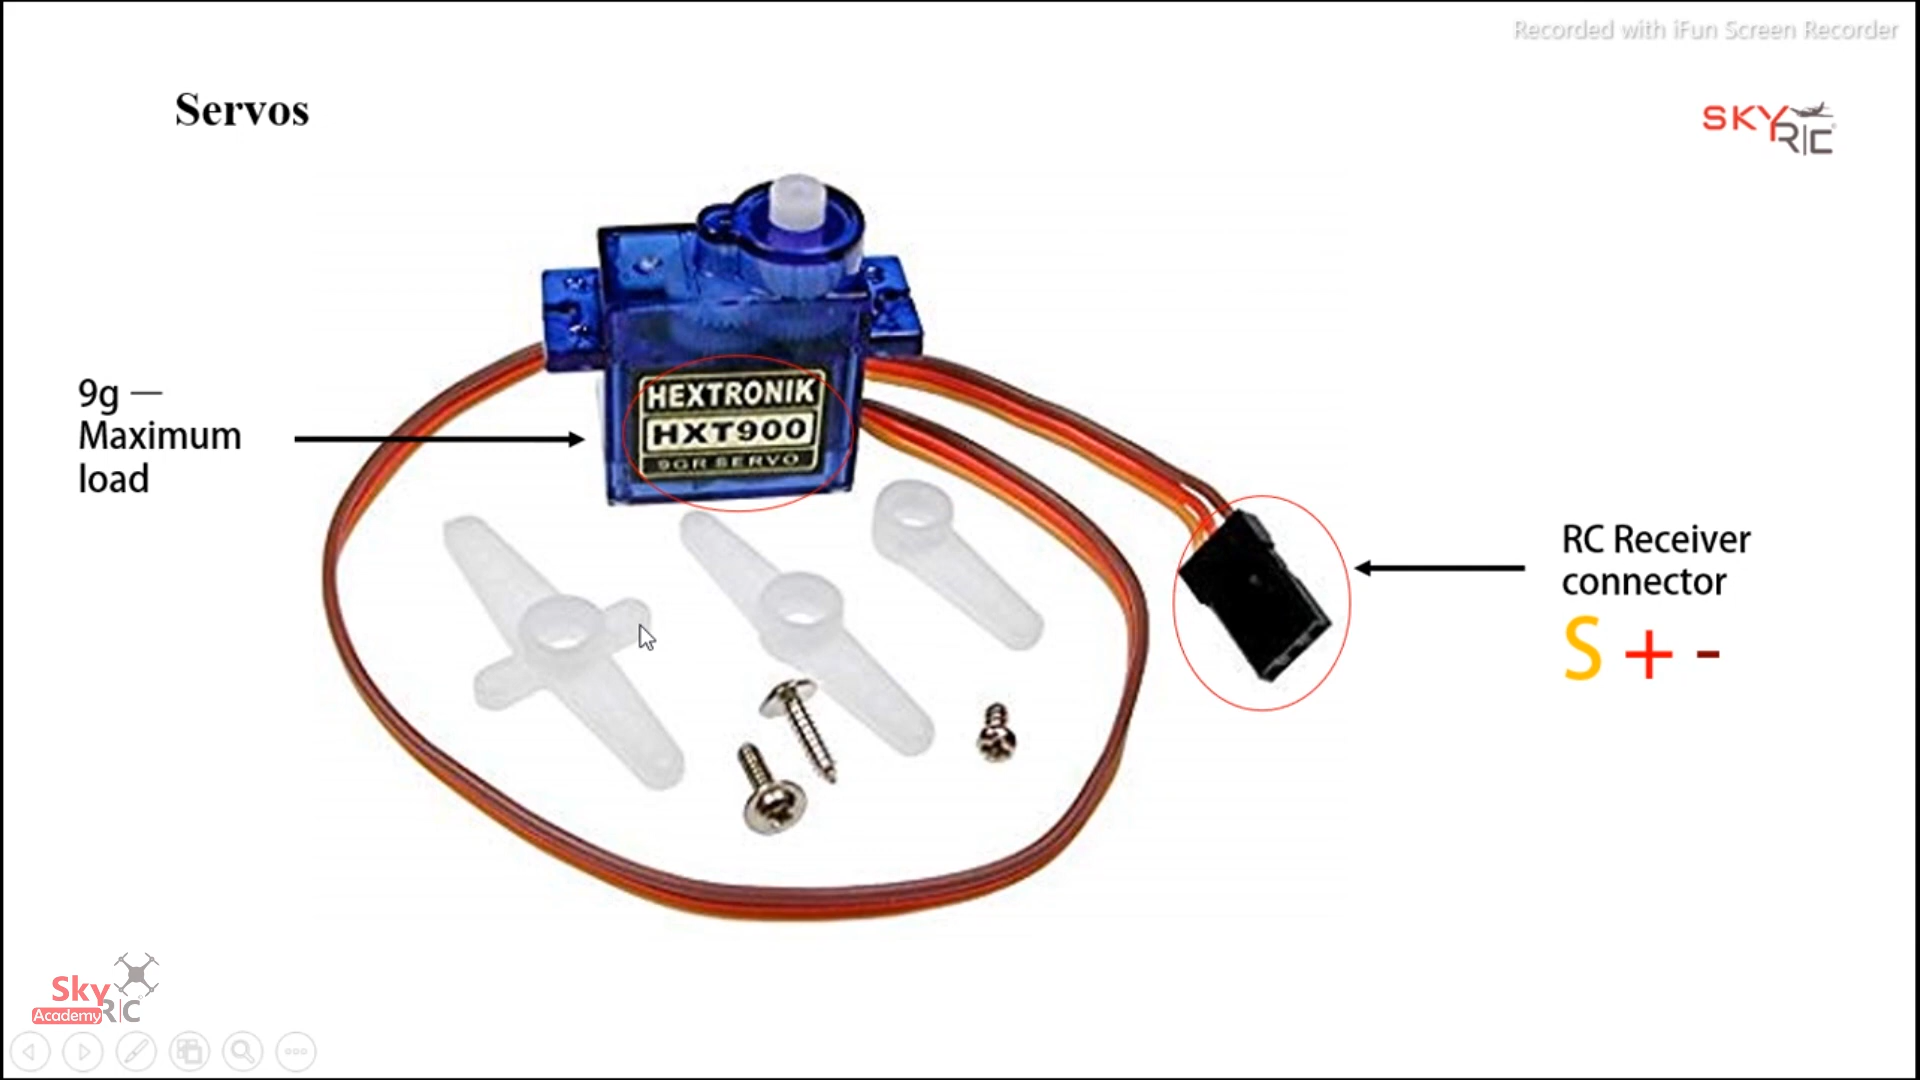 Recorded with iFun Screen Recorder
Servos
SKY
R|C
HEXTRONIK
HXT900
9GR SERVO
9g —
Maximum
load
RC Receiver
connector
S + -
Sky
Academy R|C